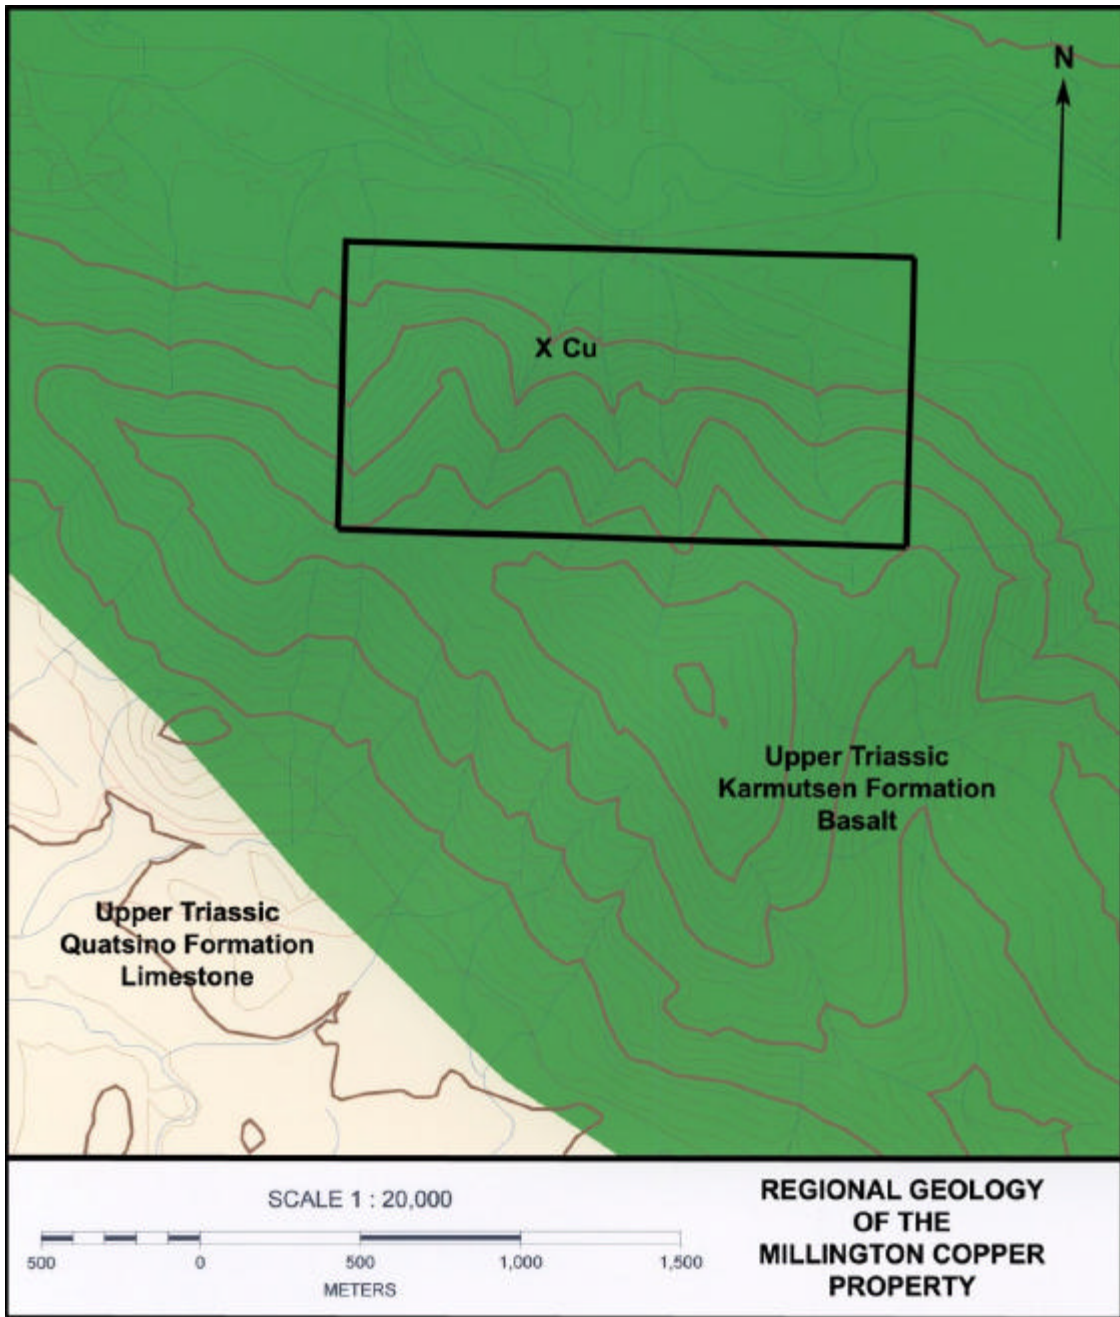 N
X Cu
Upper Triassic
Karmutsen Formation
Basalt
Upper Triassic
Quatsino Formation
Limestone
SCALE 1 : 20,000
500 0 500 1,000 1,500
METERS
REGIONAL GEOLOGY
OF THE
MILLINGTON COPPER
PROPERTY